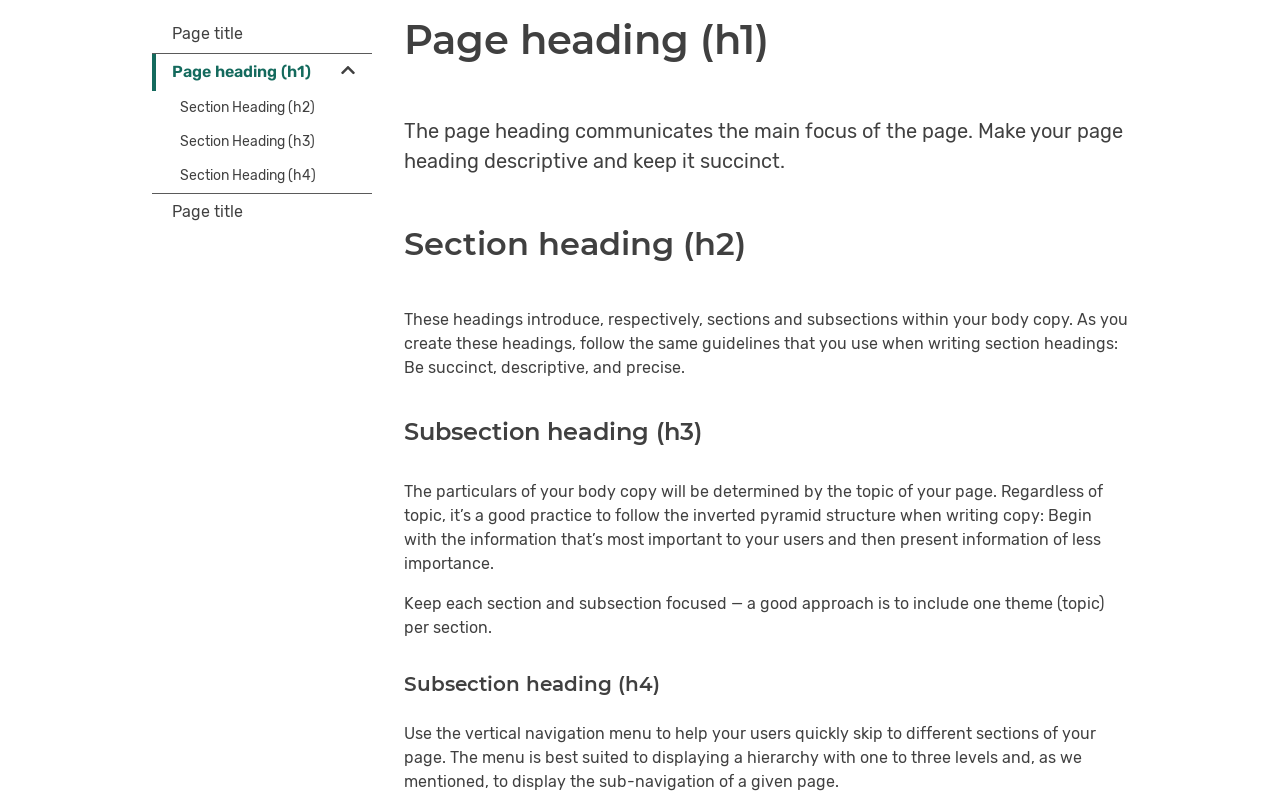 Page title
Page heading (h1)
Section Heading (h2)
Section Heading (h3)
Section Heading (h4)
Page title
Page heading (h1)
The page heading communicates the main focus of the page. Make your page
heading descriptive and keep it succinct.
Section heading (h2)
These headings introduce, respectively, sections and subsections within your body copy. As you
create these headings, follow the same guidelines that you use when writing section headings:
Be succinct, descriptive, and precise.
Subsection heading (h3)
The particulars of your body copy will be determined by the topic of your page. Regardless of
topic, it’s a good practice to follow the inverted pyramid structure when writing copy: Begin
with the information that’s most important to your users and then present information of less
importance.
Keep each section and subsection focused — a good approach is to include one theme (topic)
per section.
Subsection heading (h4)
Use the vertical navigation menu to help your users quickly skip to different sections of your
page. The menu is best suited to displaying a hierarchy with one to three levels and, as we
mentioned, to display the sub-navigation of a given page.